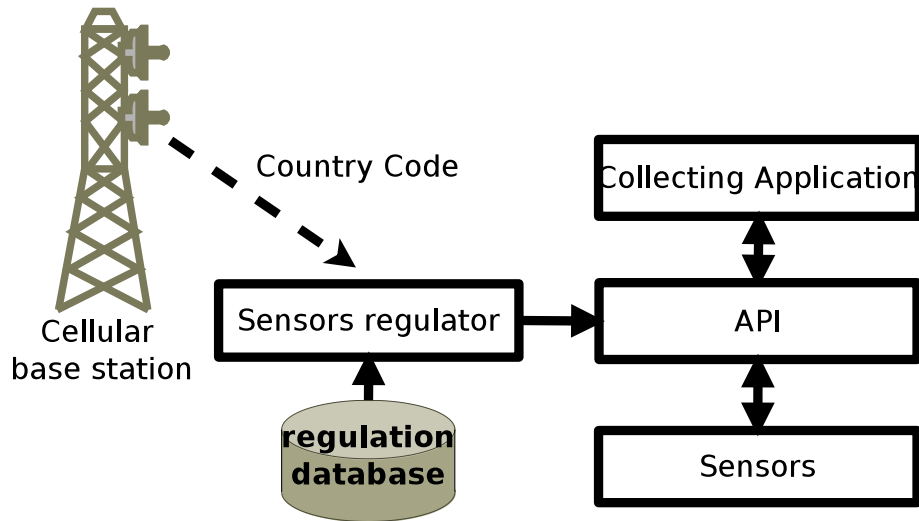 Country Code
Collecting Application
Sensors regulator
API
Cellular
base station
regulation
database
Sensors